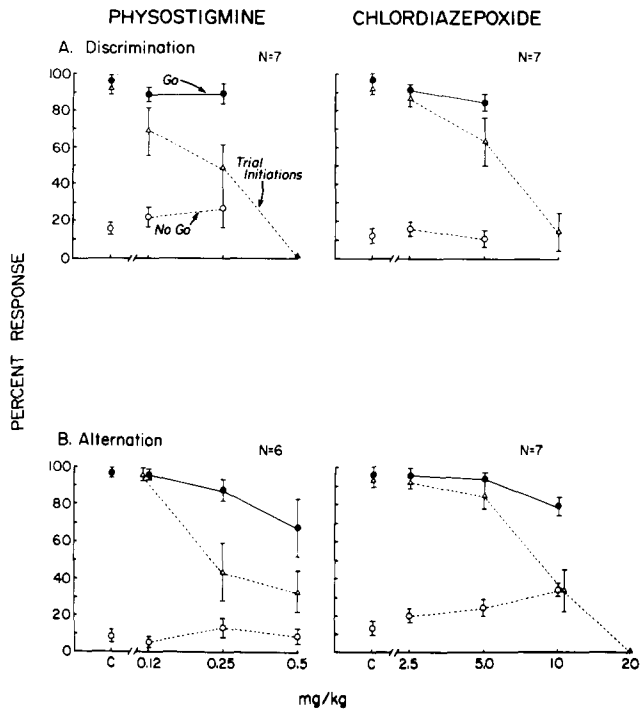 PHYSOSTIGMINE CHLORDIAZEPOXIDE
A. Discrimination
N=7 N=7
Go
Trial Initiations
No Go
100
80
60
40
20
0
PERCENT RESPONSE
B. Alternation
N=6 N=7
100
80
60
40
20
0
C 0.12 0.25 0.5 C 2.5 5.0 10 20
mg/kg